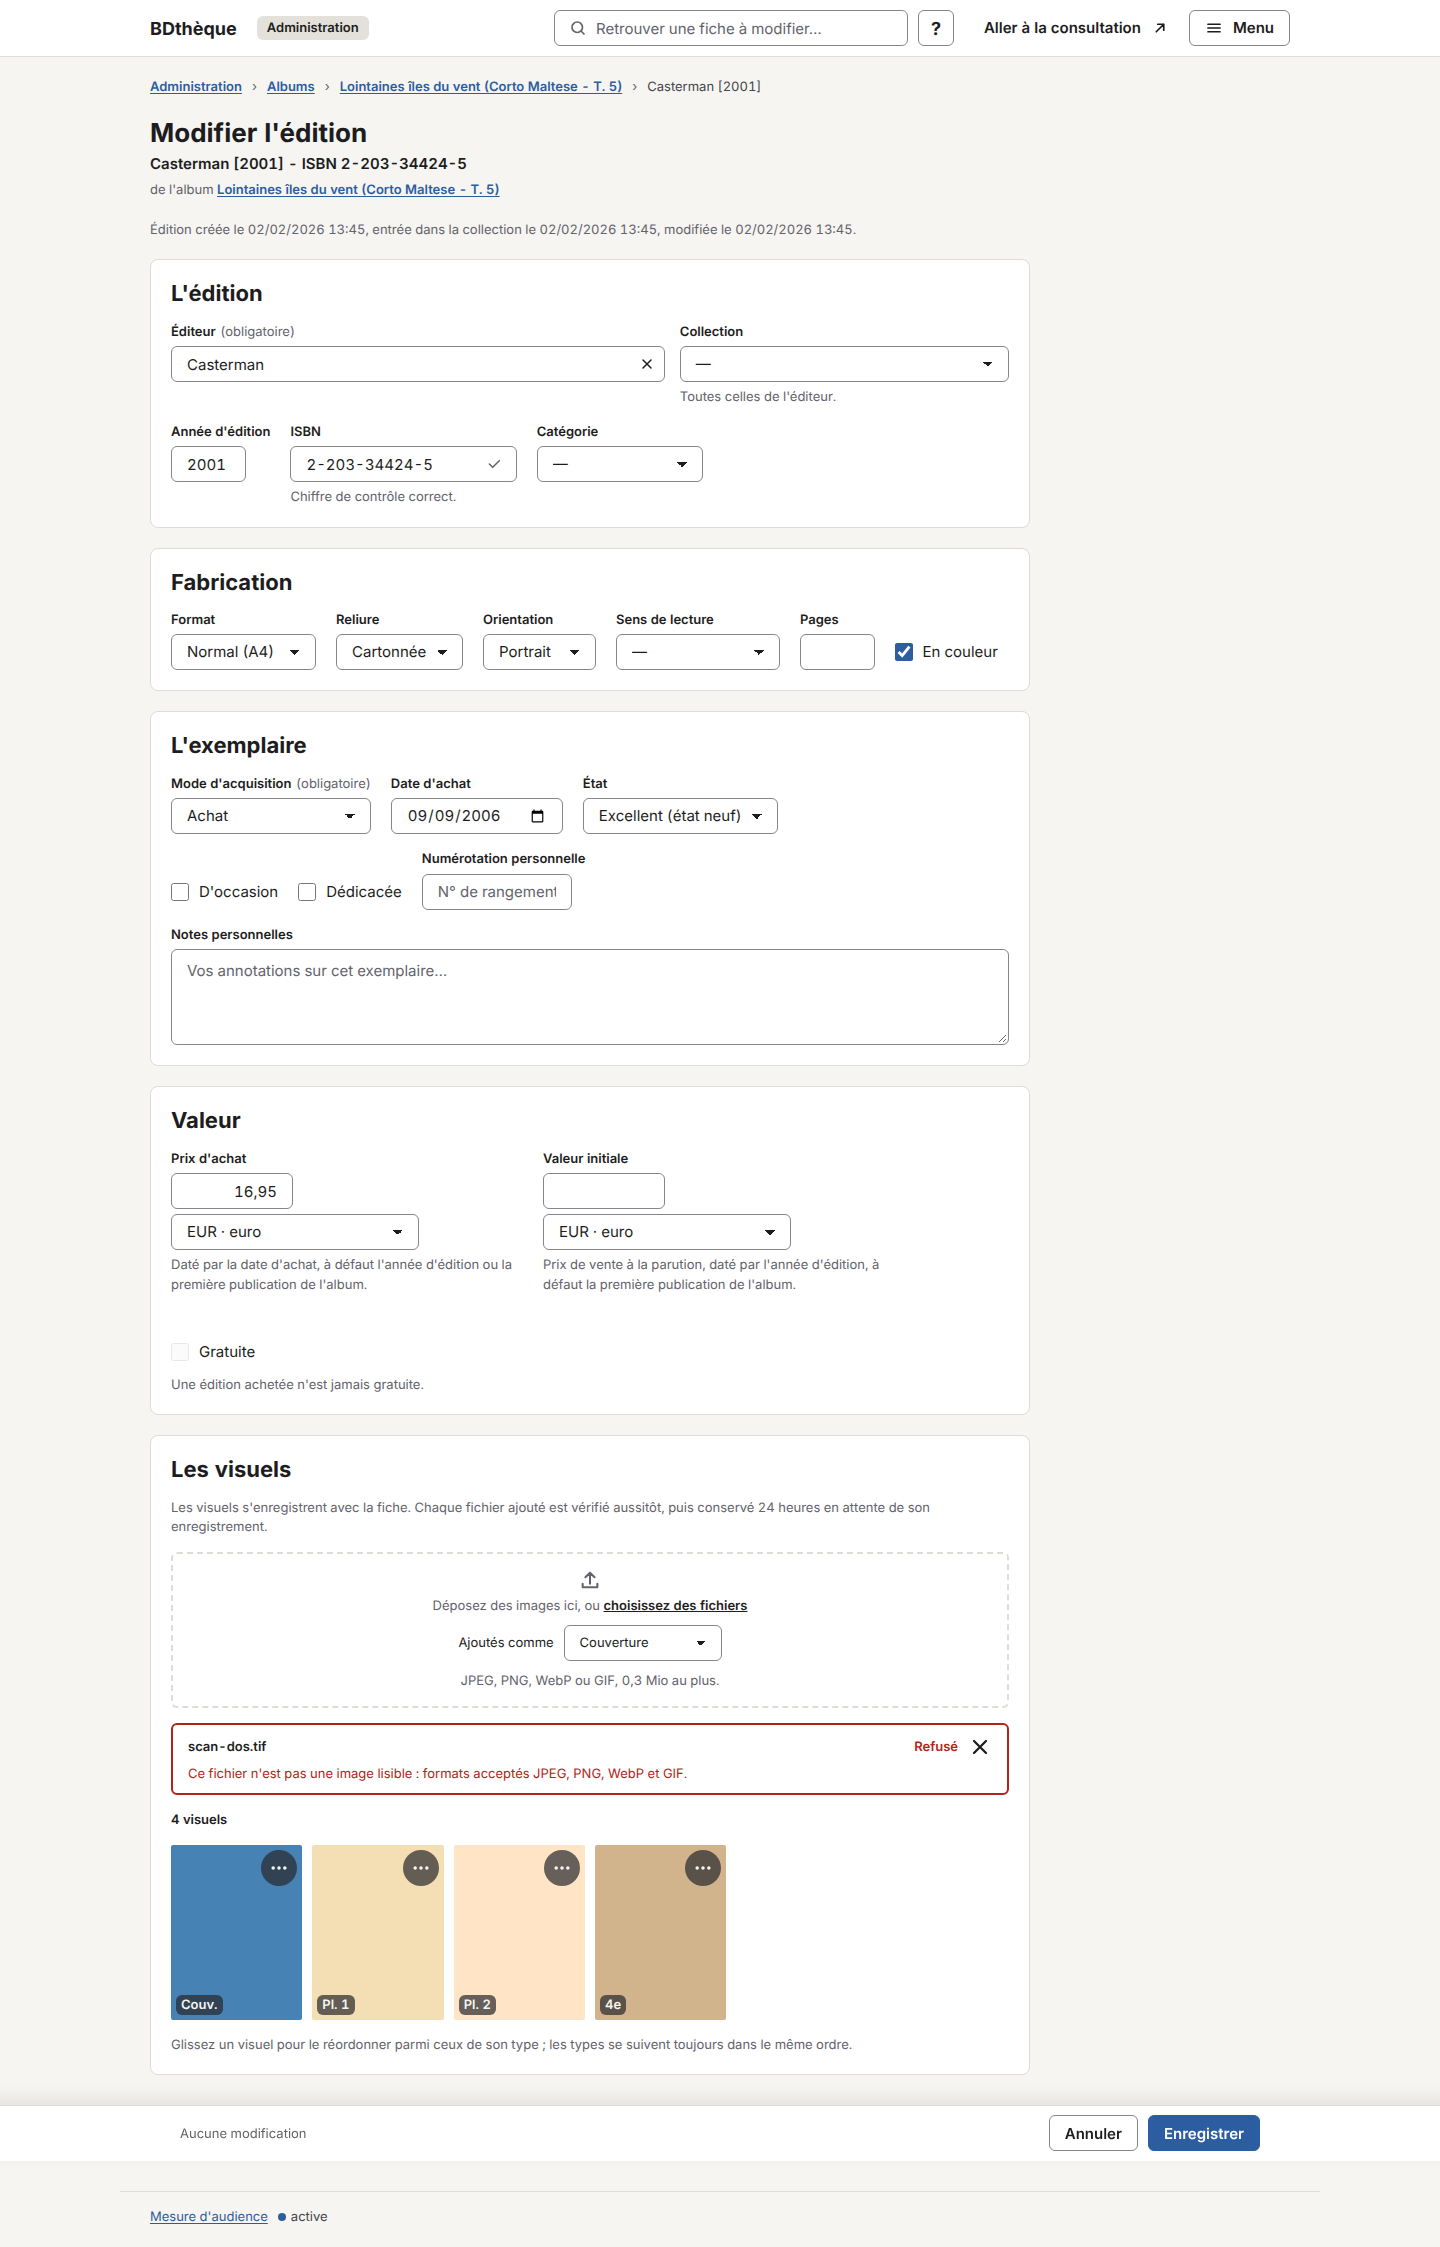 BDthèque Administration Retrouver une fiche à modifier... ? Aller à la consultation Menu
Administration › Albums › Lointaines îles du vent (Corto Maltese - T. 5) › Casterman [2001]
Modifier l'édition
Casterman [2001] - ISBN 2-203-34424-5
de l'album Lointaines îles du vent (Corto Maltese - T. 5)
Édition créée le 02/02/2026 13:45, entrée dans la collection le 02/02/2026 13:45, modifiée le 02/02/2026 13:45.
L'édition
Éditeur (obligatoire) Collection
Casterman —
Toutes celles de l'éditeur.
Année d'édition ISBN Catégorie
2001 2-203-34424-5 —
Chiffre de contrôle correct.
Fabrication
Format Reliure Orientation Sens de lecture Pages
Normal (A4) Cartonnée Portrait — En couleur
L'exemplaire
Mode d'acquisition (obligatoire) Date d'achat État
Achat 09/09/2006 Excellent (état neuf)
Numérotation personnelle
D'occasion Dédicacée N° de rangement
Notes personnelles
Vos annotations sur cet exemplaire...
Valeur
Prix d'achat Valeur initiale
16,95
EUR · euro EUR · euro
Daté par la date d'achat, à défaut l'année d'édition ou la Prix de vente à la parution, daté par l'année d'édition, à
première publication de l'album. défaut la première publication de l'album.
Gratuite
Une édition achetée n'est jamais gratuite.
Les visuels
Les visuels s'enregistrent avec la fiche. Chaque fichier ajouté est vérifié aussitôt, puis conservé 24 heures en attente de son
enregistrement.
Déposez des images ici, ou choisissez des fichiers
Ajoutés comme Couverture
JPEG, PNG, WebP ou GIF, 0,3 Mio au plus.
scan-dos.tif Refusé
Ce fichier n'est pas une image lisible : formats acceptés JPEG, PNG, WebP et GIF.
4 visuels
Couv. Pl. 1 Pl. 2 4e
Glissez un visuel pour le réordonner parmi ceux de son type ; les types se suivent toujours dans le même ordre.
Aucune modification Annuler Enregistrer
Mesure d'audience active